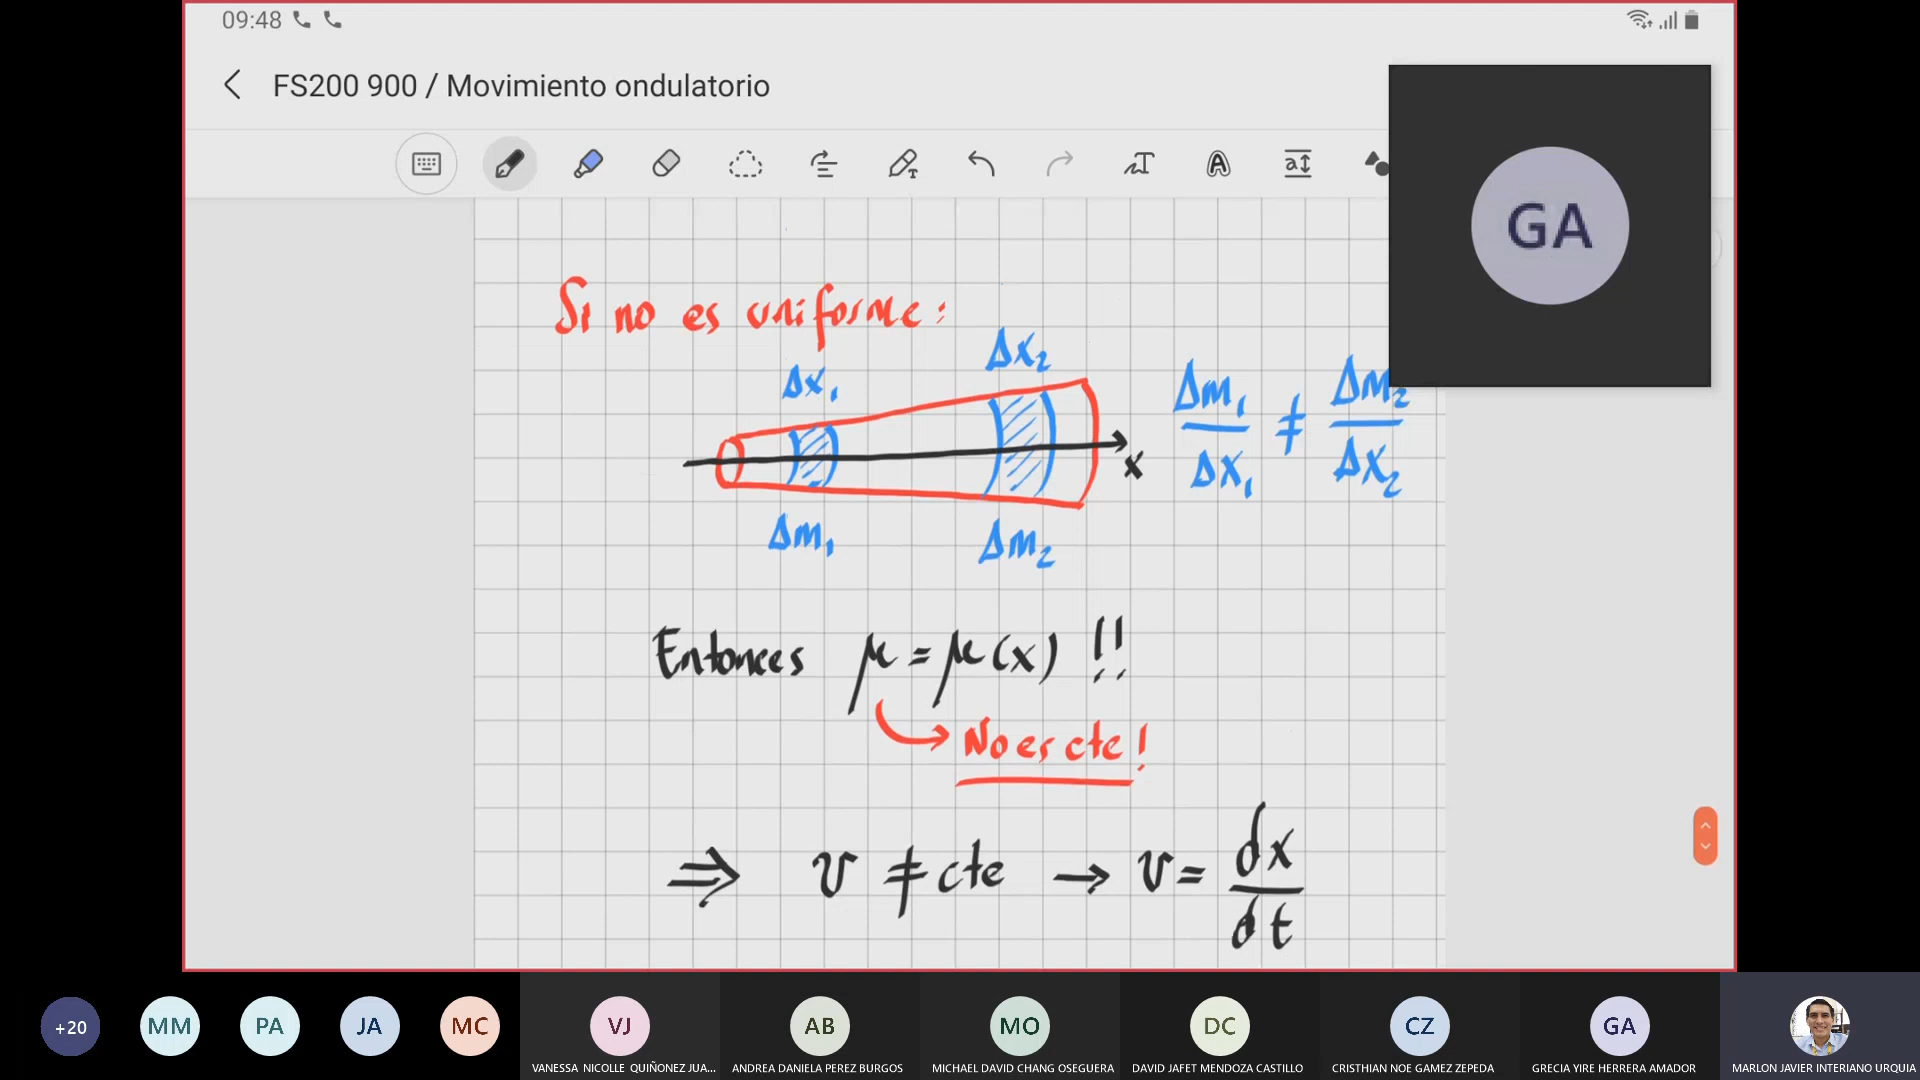 09:48
FS200 900 / Movimiento ondulatorio
GA
Si no es uniforme:
Δx₁ Δx₂
Δm₁/Δx₁ ≠ Δm₂/Δx₂
x
Δm₁ Δm₂
Entonces μ = μ(x) !!
No es cte!
⇒ v ≠ cte → v = dx/dt
+20 MM PA JA MC VJ AB MO DC CZ GA
VANESSA NICOLLE QUIÑONEZ JUA... ANDREA DANIELA PEREZ BURGOS MICHAEL DAVID CHANG OSEGUERA DAVID JAFET MENDOZA CASTILLO CRISTHIAN NOE GAMEZ ZEPEDA GRECIA YIRE HERRERA AMADOR MARLON JAVIER INTERIANO URQUIA